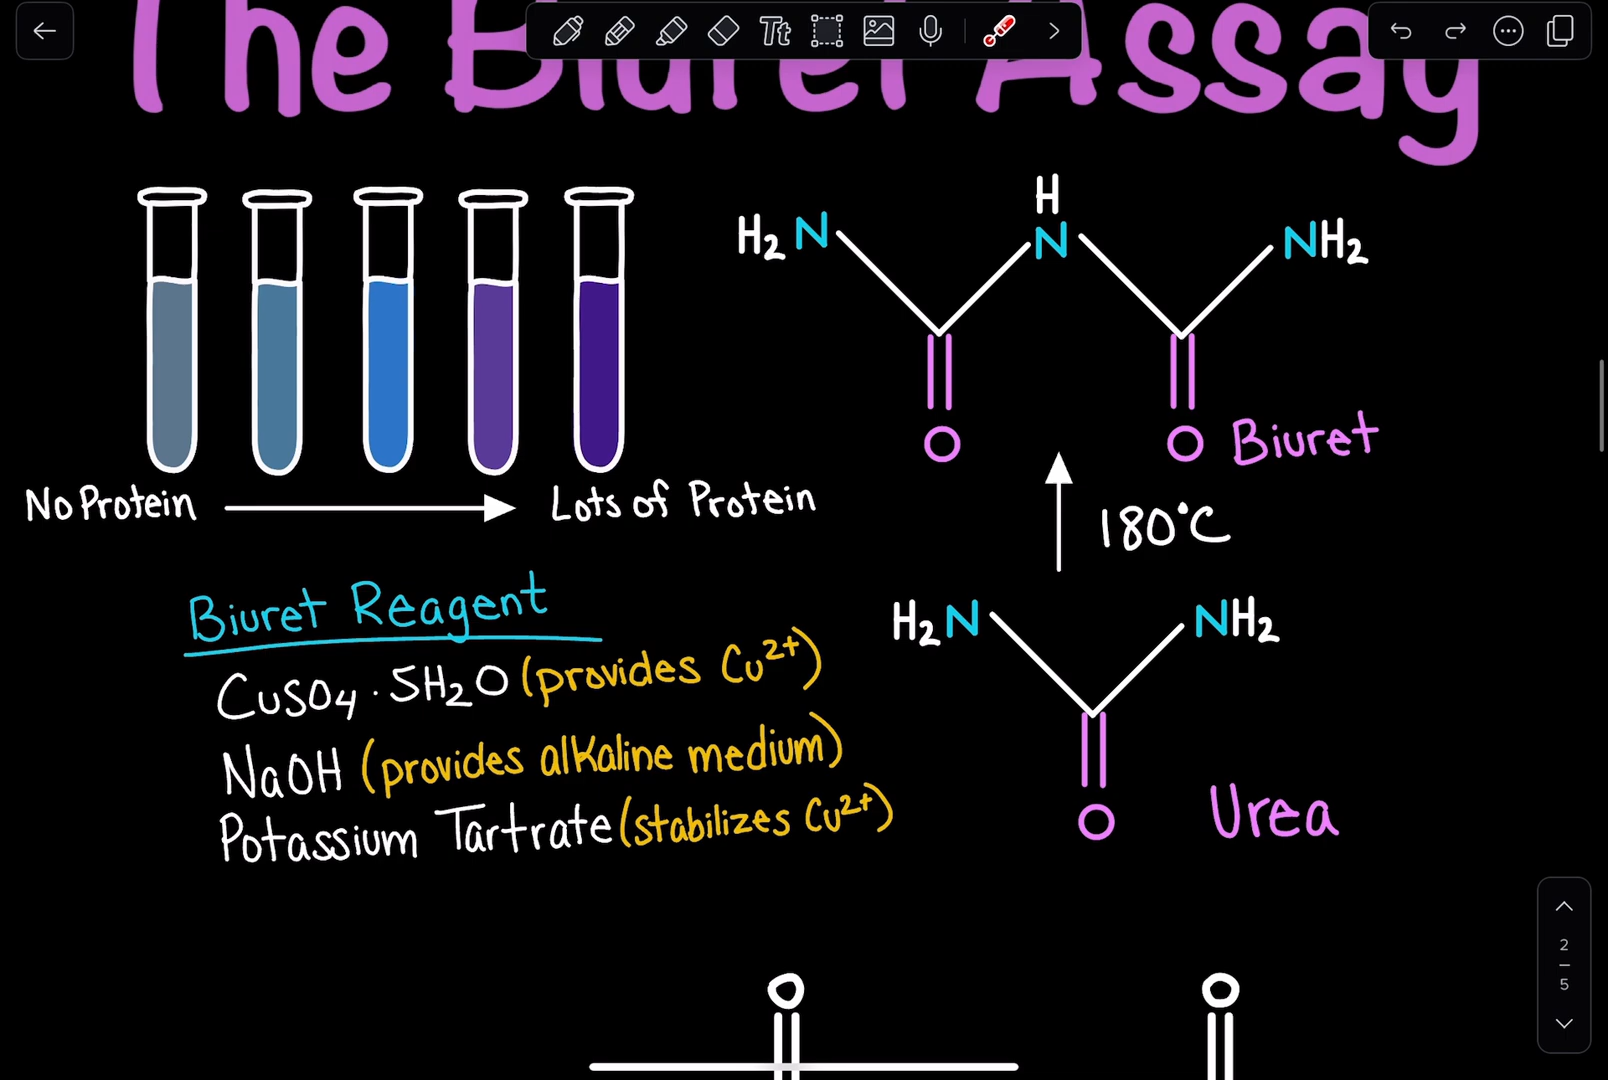 The Biuret Assay
Tt
H
H₂N
N
NH₂
O
O
Biuret
No Protein
Lots of Protein
180°C
Biuret Reagent
H₂N
NH₂
CuSO₄ · 5H₂O (provides Cu²⁺)
NaOH (provides alkaline medium)
Potassium Tartrate (stabilizes Cu²⁺)
O
Urea
2
5
O
O